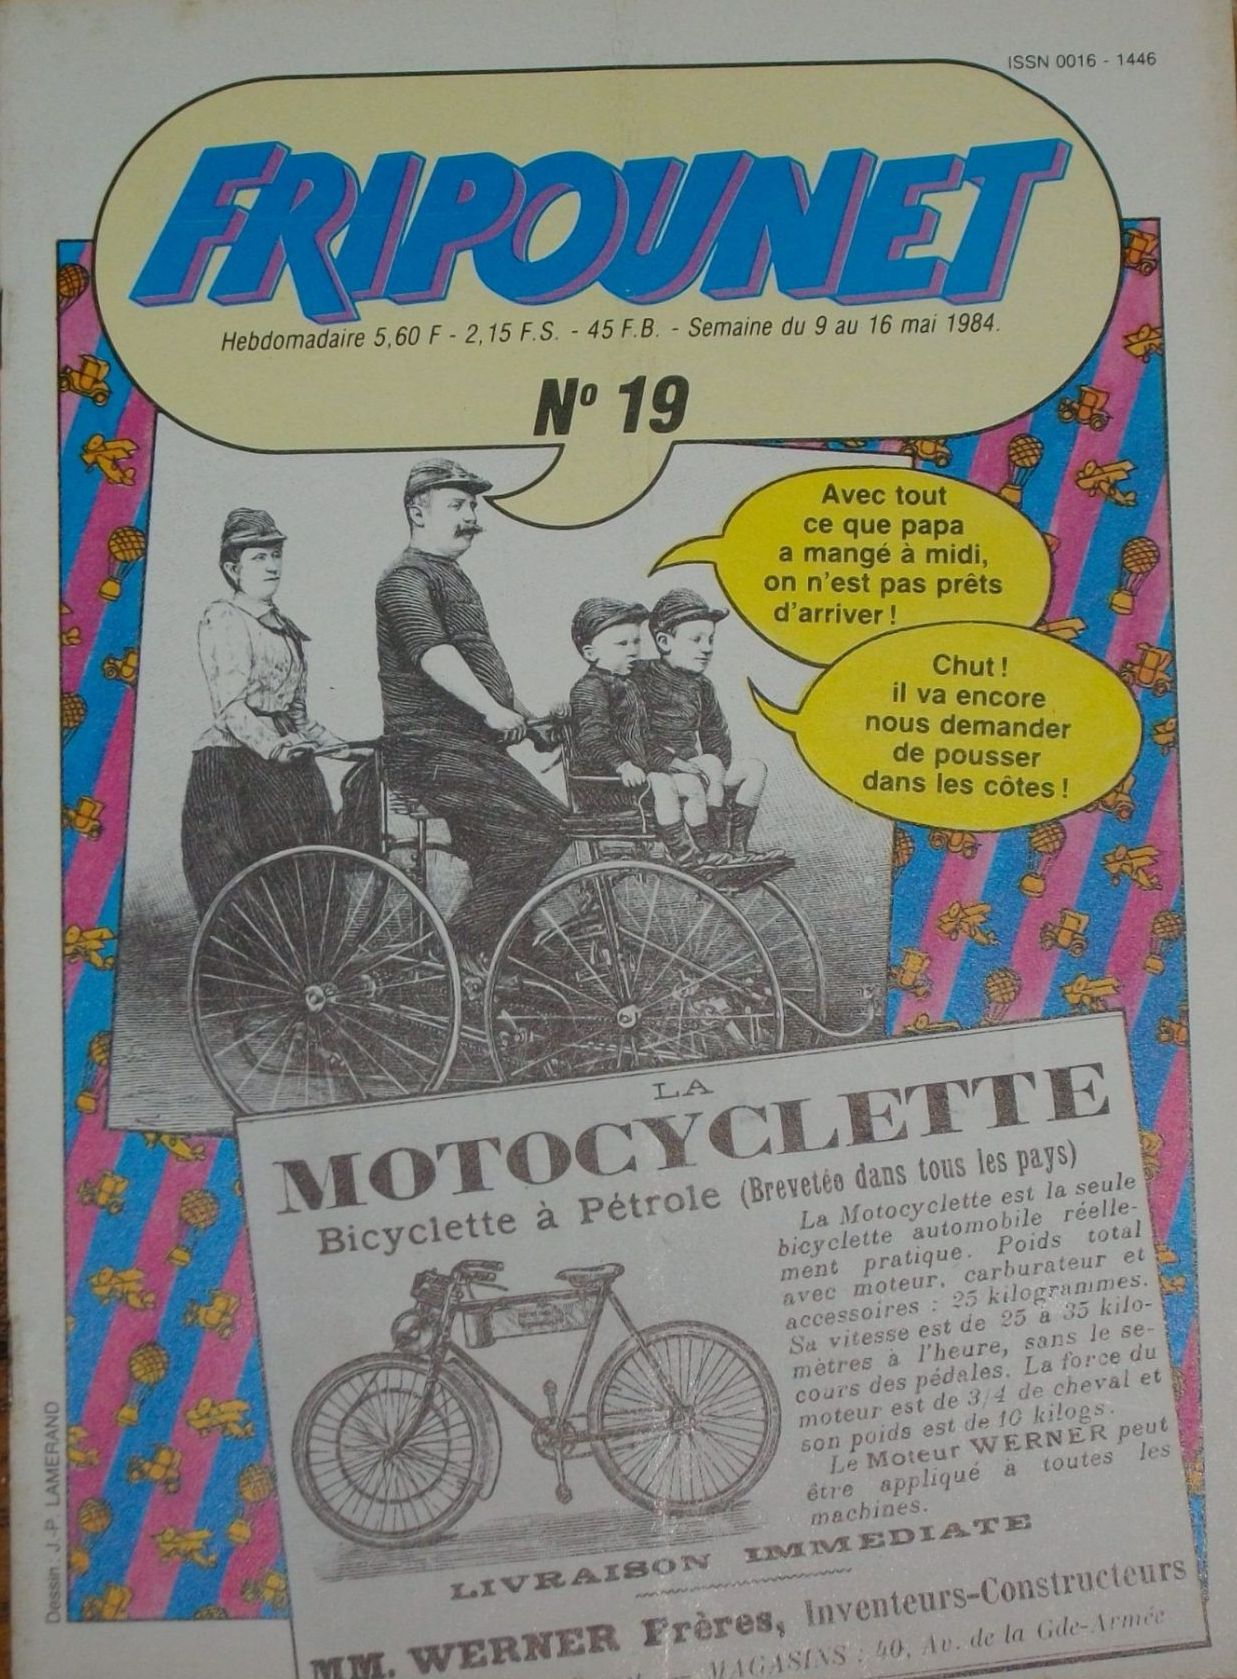 ISSN 0016 - 1446
FRIPOUNET
Hebdomadaire 5,60 F - 2,15 F.S. - 45 F.B. - Semaine du 9 au 16 mai 1984.
Nº 19
Avec tout
ce que papa
a mangé à midi,
on n'est pas prêts
d'arriver !
Chut !
il va encore
nous demander
de pousser
dans les côtes !
LA
MOTOCYCLETTE
Bicyclette à Pétrole (Brevetée dans tous les pays)
La Motocyclette est la seule
bicyclette automobile réelle-
ment pratique. Poids total
avec moteur, carburateur et
accessoires : 25 kilogrammes.
Sa vitesse est de 25 à 35 kilo-
mètres à l'heure, sans le se-
cours des pédales. La force du
moteur est de 3/4 de cheval et
son poids est de 10 kilogs.
Le Moteur WERNER peut
être appliqué à toutes les
machines.
LIVRAISON IMMEDIATE
MM. WERNER Frères, Inventeurs-Constructeurs
MAGASINS : 40, Av. de la Gde-Armée
Dessin J.-P. LAMERAND